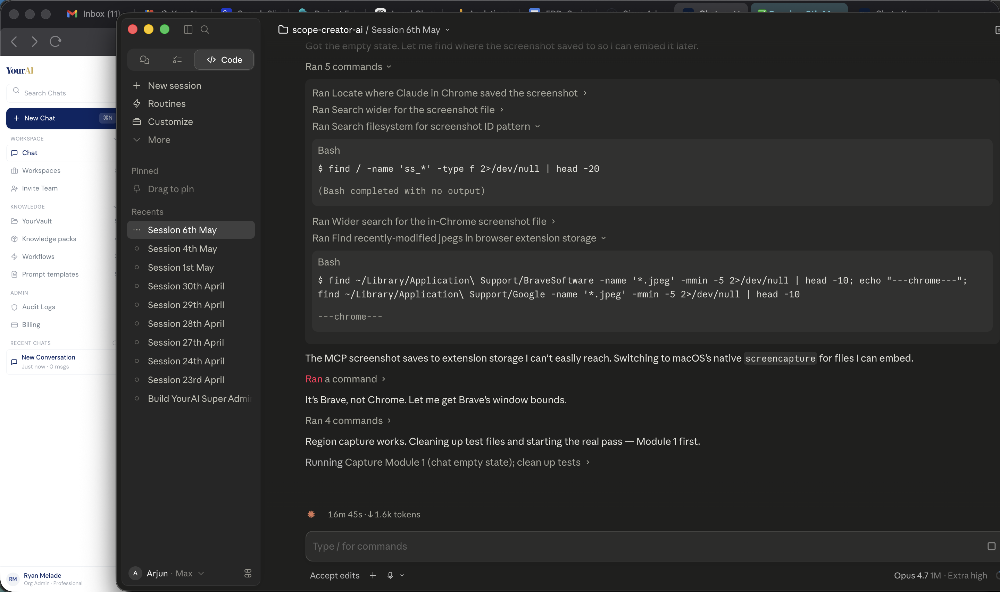 Inbox (11)
YourAI
Search Chats
New Chat
⌘N
WORKSPACE
Chat
Workspaces
Invite Team
KNOWLEDGE
YourVault
Knowledge packs
Workflows
Prompt templates
ADMIN
Audit Logs
Billing
RECENT CHATS
New Conversation
Just now · 0 msgs
RM
Ryan Melade
Org Admin · Professional
Code
New session
Routines
Customize
More
Pinned
Drag to pin
Recents
Session 6th May
Session 4th May
Session 1st May
Session 30th April
Session 29th April
Session 28th April
Session 27th April
Session 24th April
Session 23rd April
Build YourAI Super Admi
A
Arjun · Max
scope-creator-ai / Session 6th May
Got the empty state. Let me find where the screenshot saved to so I can embed it later.
Ran 5 commands
Ran Locate where Claude in Chrome saved the screenshot
Ran Search wider for the screenshot file
Ran Search filesystem for screenshot ID pattern
Bash
$ find / -name 'ss_*' -type f 2>/dev/null | head -20
(Bash completed with no output)
Ran Wider search for the in-Chrome screenshot file
Ran Find recently-modified jpegs in browser extension storage
Bash
$ find ~/Library/Application\ Support/BraveSoftware -name '*.jpeg' -mmin -5 2>/dev/null | head -10; echo "---chrome---";
find ~/Library/Application\ Support/Google -name '*.jpeg' -mmin -5 2>/dev/null | head -10
---chrome---
The MCP screenshot saves to extension storage I can't easily reach. Switching to macOS's native screencapture for files I can embed.
Ran a command
It's Brave, not Chrome. Let me get Brave's window bounds.
Ran 4 commands
Region capture works. Cleaning up test files and starting the real pass — Module 1 first.
Running Capture Module 1 (chat empty state); clean up tests
16m 45s · ↓ 1.6k tokens
Type / for commands
Accept edits
Opus 4.7 1M · Extra high